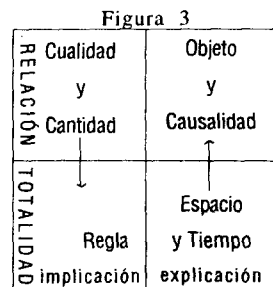 Figura 3
RELACIÓN
Cualidad
y
Cantidad
Objeto
y
Causalidad
TOTALIDAD
Regla
implicación
Espacio
y Tiempo
explicación